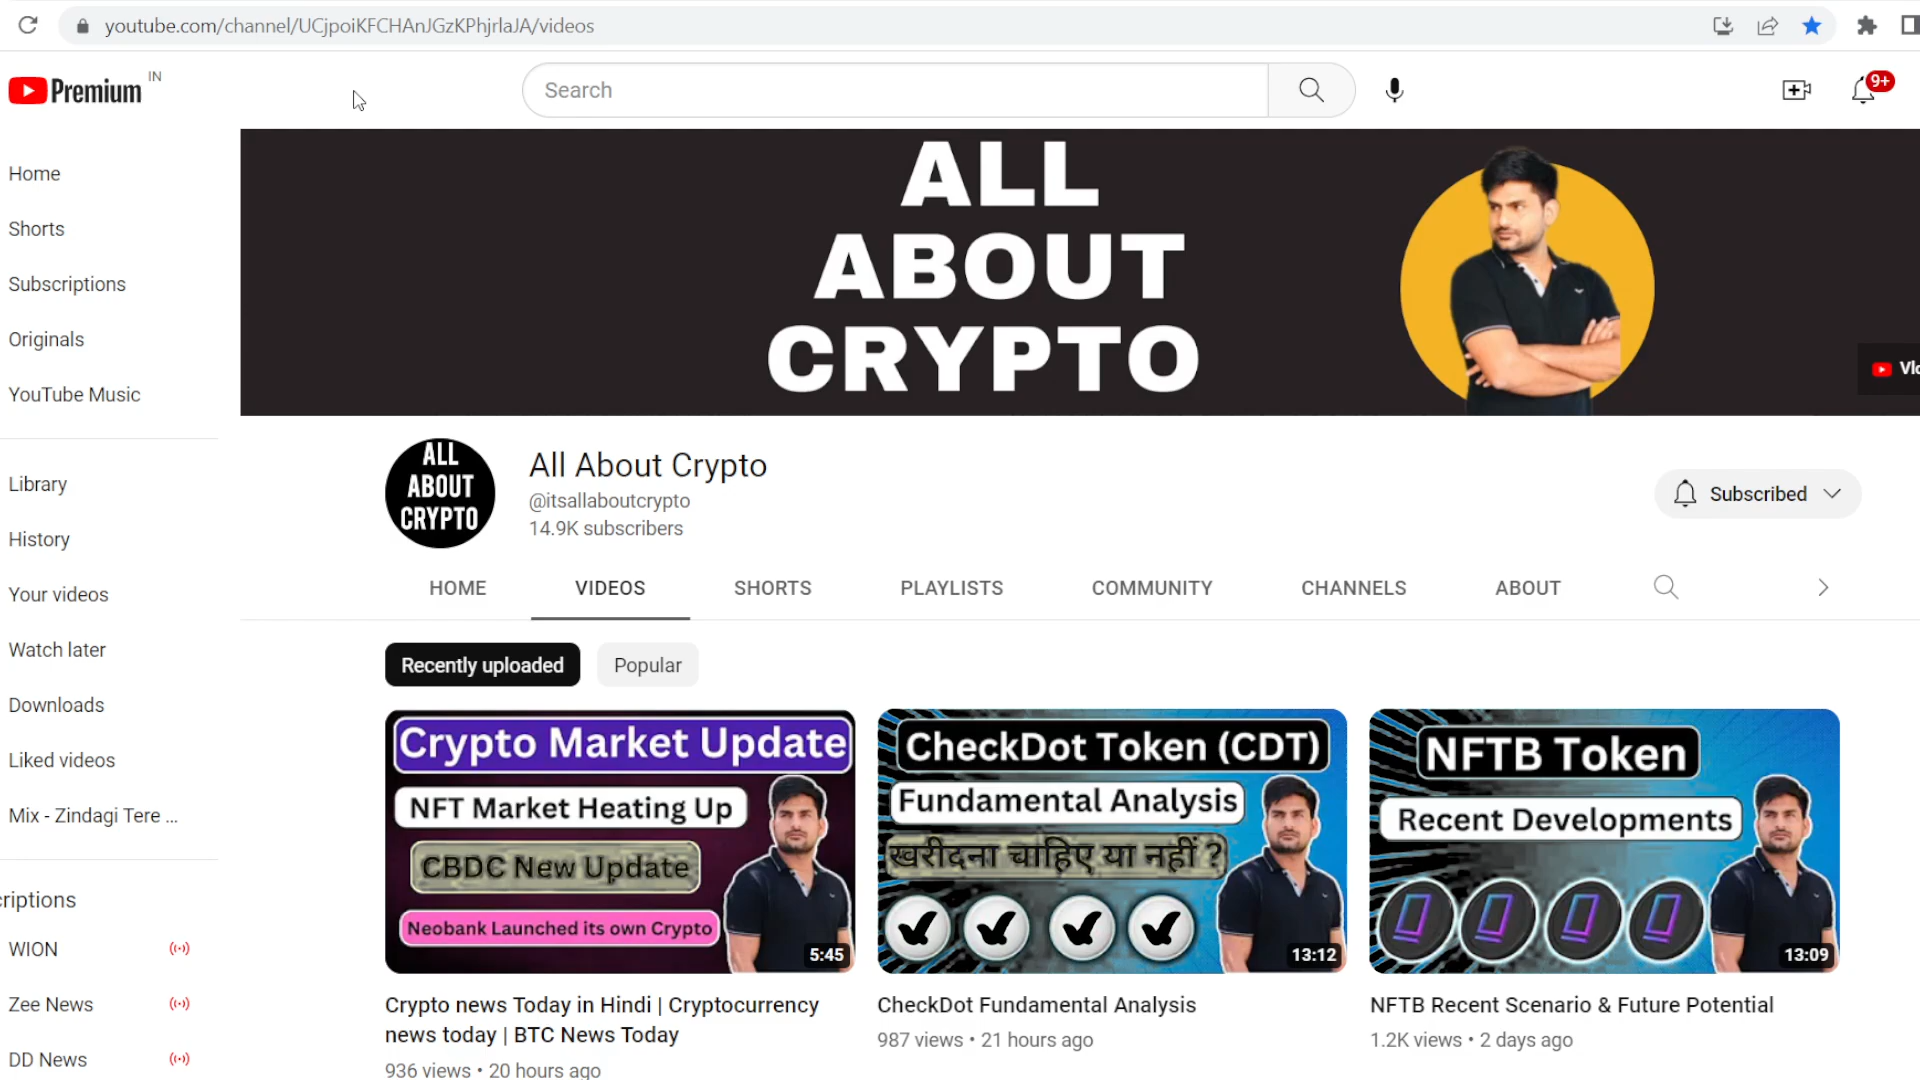 youtube.com/channel/UCjpoiKFCHAnJGzKPhjrlaJA/videos
Premium IN
Search
9+
Home
Shorts
Subscriptions
Originals
YouTube Music
Library
History
Your videos
Watch later
Downloads
Liked videos
Mix - Zindagi Tere ...
criptions
WION
Zee News
DD News
ALL
ABOUT
CRYPTO
Vlo
ALL
ABOUT
CRYPTO
All About Crypto
@itsallaboutcrypto
14.9K subscribers
Subscribed
HOME VIDEOS SHORTS PLAYLISTS COMMUNITY CHANNELS ABOUT
Recently uploaded Popular
Crypto Market Update
NFT Market Heating Up
CBDC New Update
Neobank Launched its own Crypto
5:45
Crypto news Today in Hindi | Cryptocurrency
news today | BTC News Today
936 views • 20 hours ago
CheckDot Token (CDT)
Fundamental Analysis
खरीदना चाहिए या नहीं ?
13:12
CheckDot Fundamental Analysis
987 views • 21 hours ago
NFTB Token
Recent Developments
13:09
NFTB Recent Scenario & Future Potential
1.2K views • 2 days ago